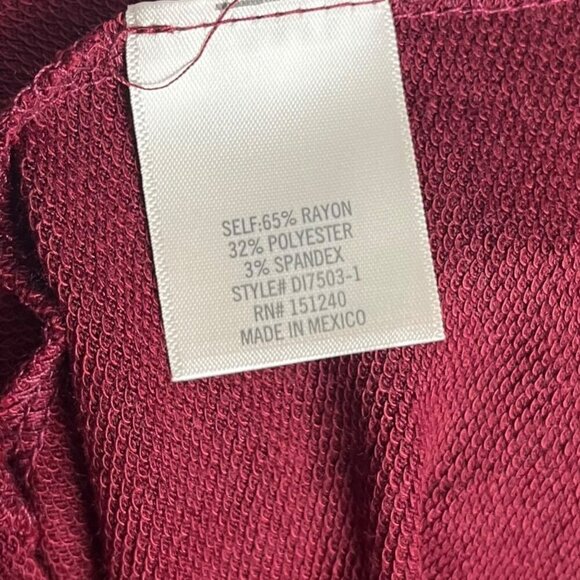 SELF:65% RAYON
32% POLYESTER
3% SPANDEX
STYLE# DI7503-1
RN# 151240
MADE IN MEXICO